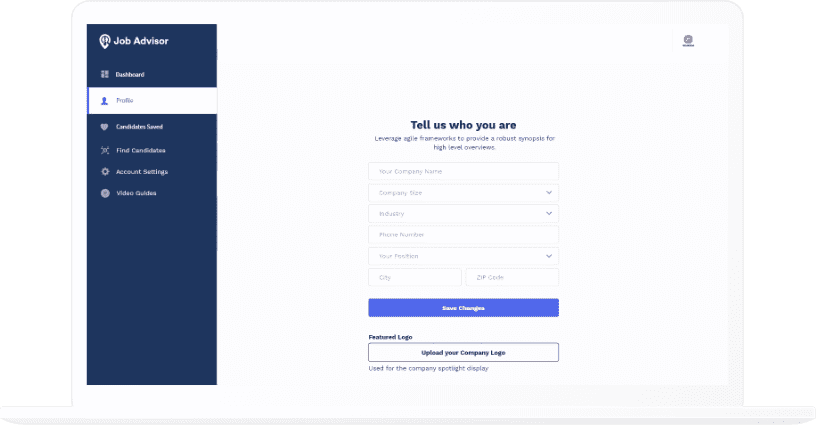 Job Advisor
Dashboard
Profile
Candidates Saved
Find Candidates
Account Settings
Video Guides
Tell us who you are
Leverage agile frameworks to provide a robust synopsis for
high level overviews.
Your Company Name
Company Size
Industry
Phone Number
Your Position
City
ZIP Code
Save Changes
Featured Logo
Upload your Company Logo
Used for the company spotlight display